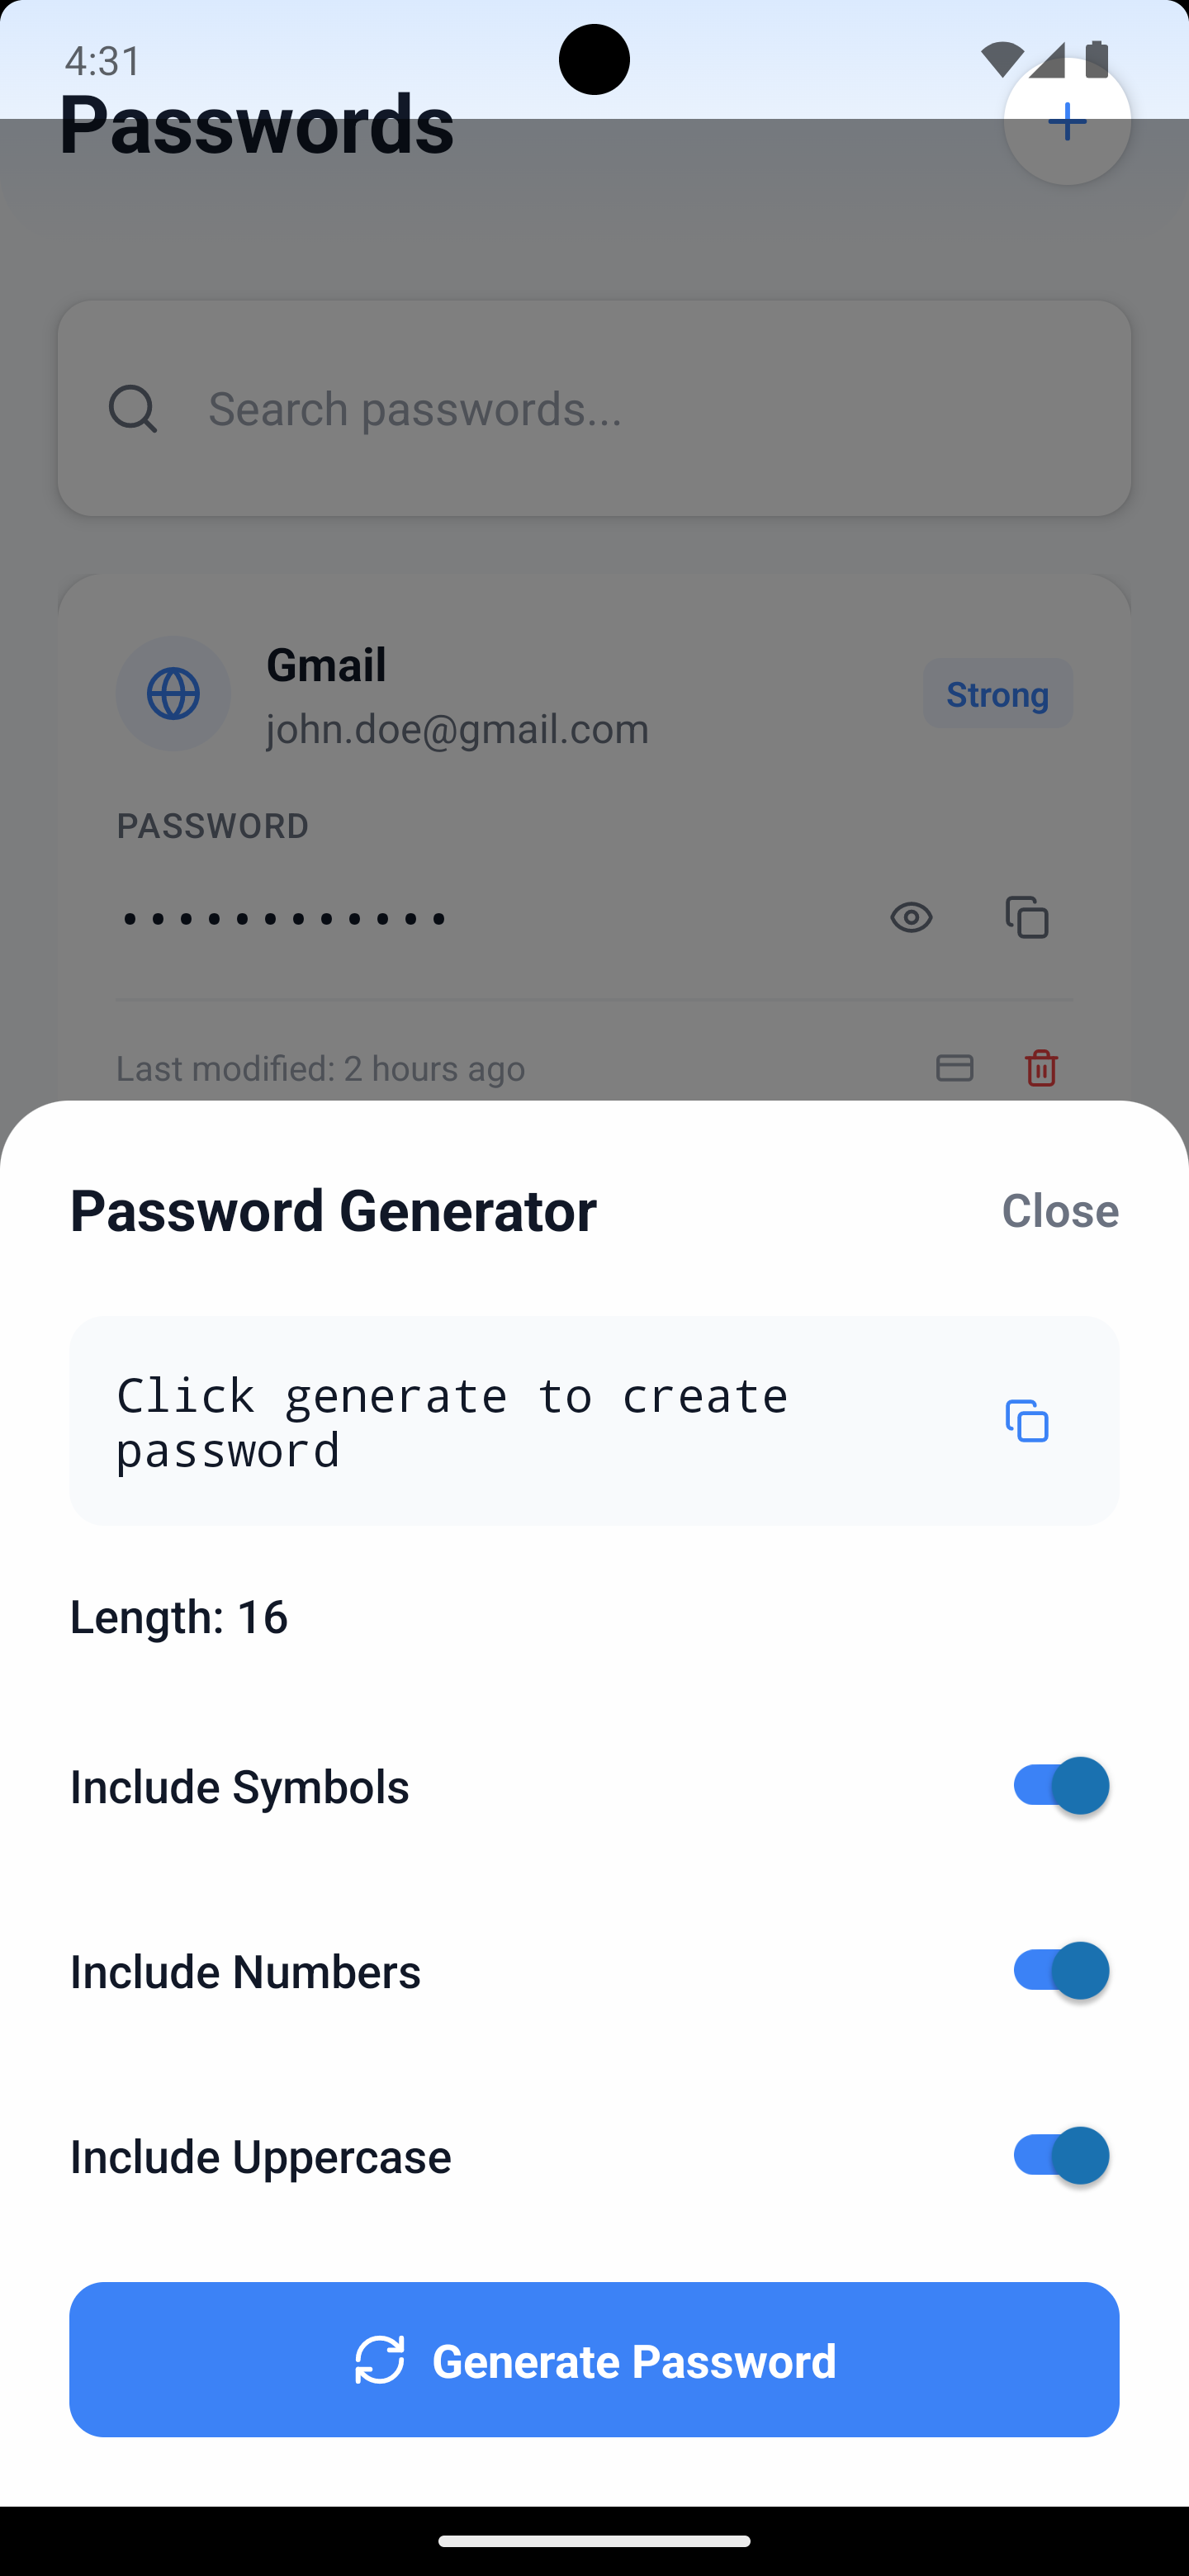 4:31
Passwords
Search passwords...
Gmail
Strong
john.doe@gmail.com
PASSWORD
••••••••••••
Last modified: 2 hours ago
Password Generator
Close
Click generate to create
password
Length: 16
Include Symbols
Include Numbers
Include Uppercase
Generate Password